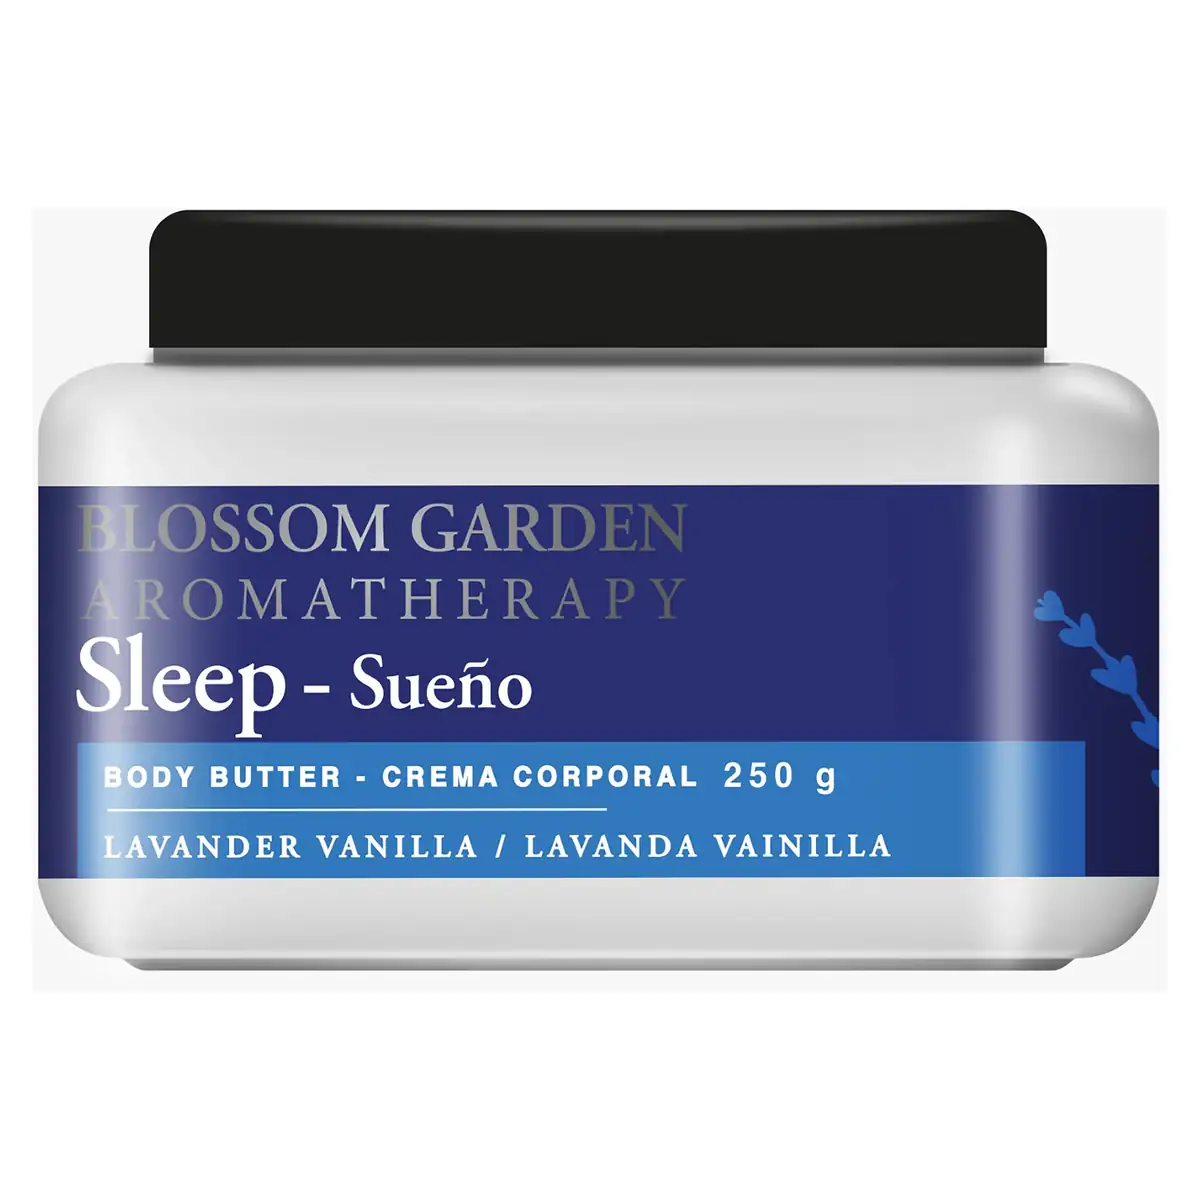 BLOSSOM GARDEN
AROMATHERAPY
Sleep - Sueño
BODY BUTTER - CREMA CORPORAL 250 g
LAVANDER VANILLA / LAVANDA VAINILLA